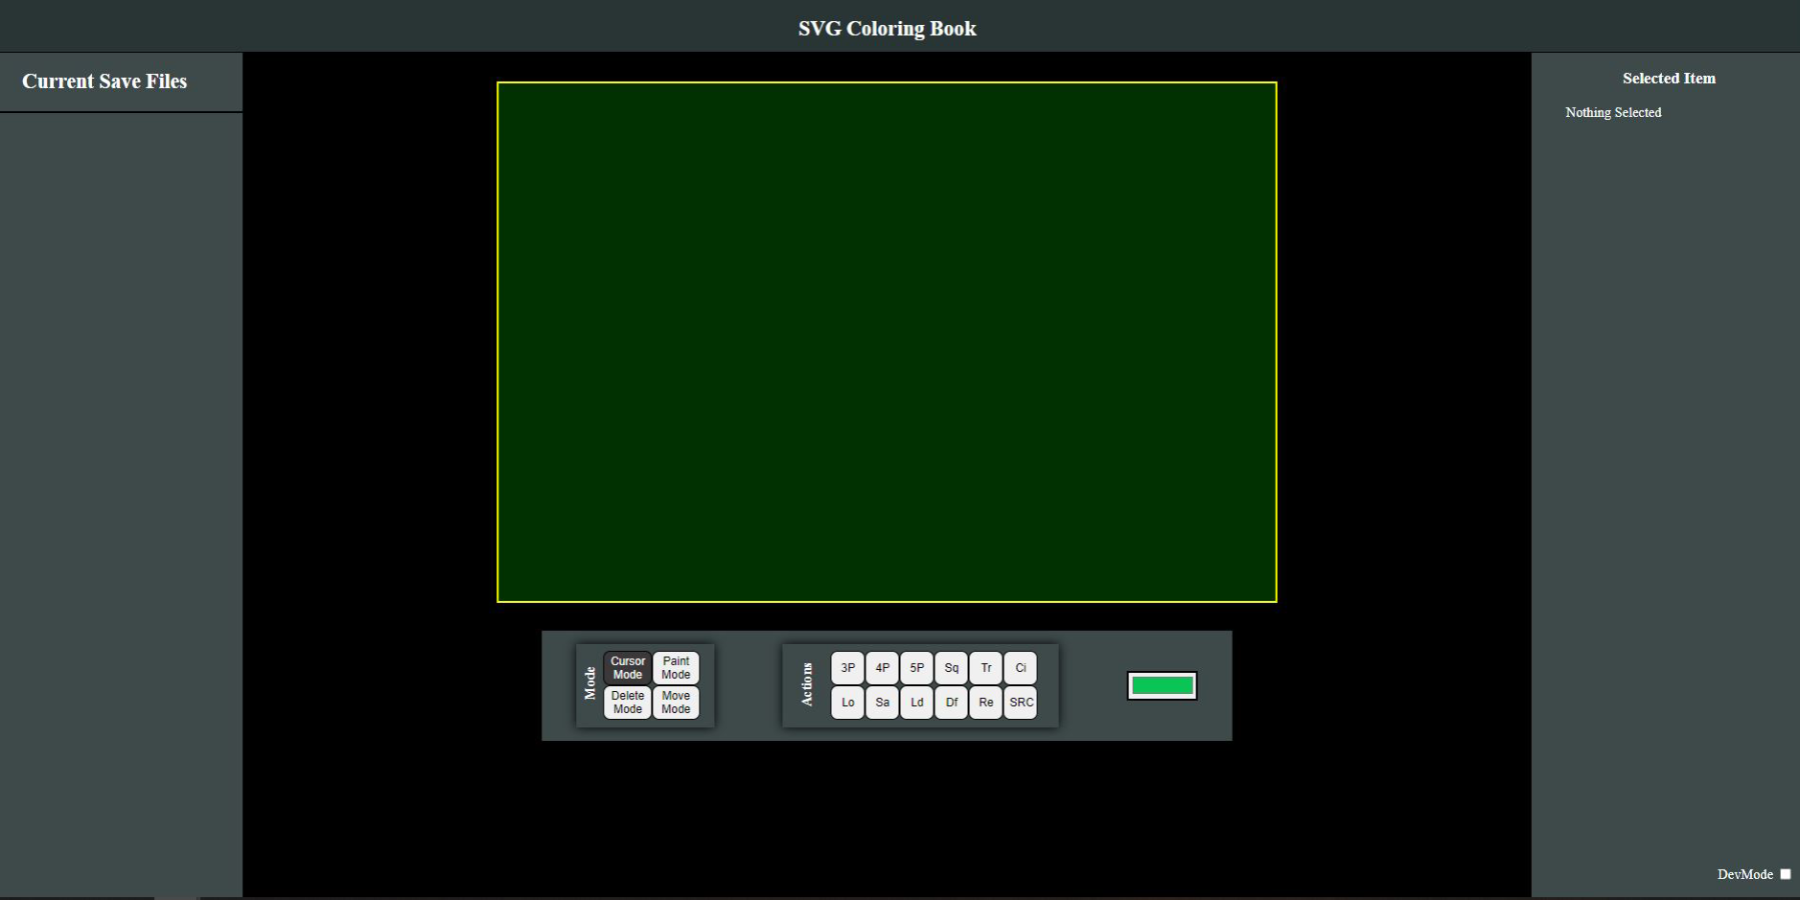 SVG Coloring Book
Current Save Files
Selected Item
Nothing Selected
Mode
Cursor
Mode
Paint
Mode
Delete
Mode
Move
Mode
Actions
3P 4P 5P Sq Tr Ci
Lo Sa Ld Df Re SRC
DevMode